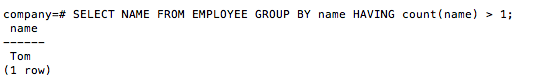 company=# SELECT NAME FROM EMPLOYEE GROUP BY name HAVING count(name) > 1;
 name
------
 Tom
(1 row)